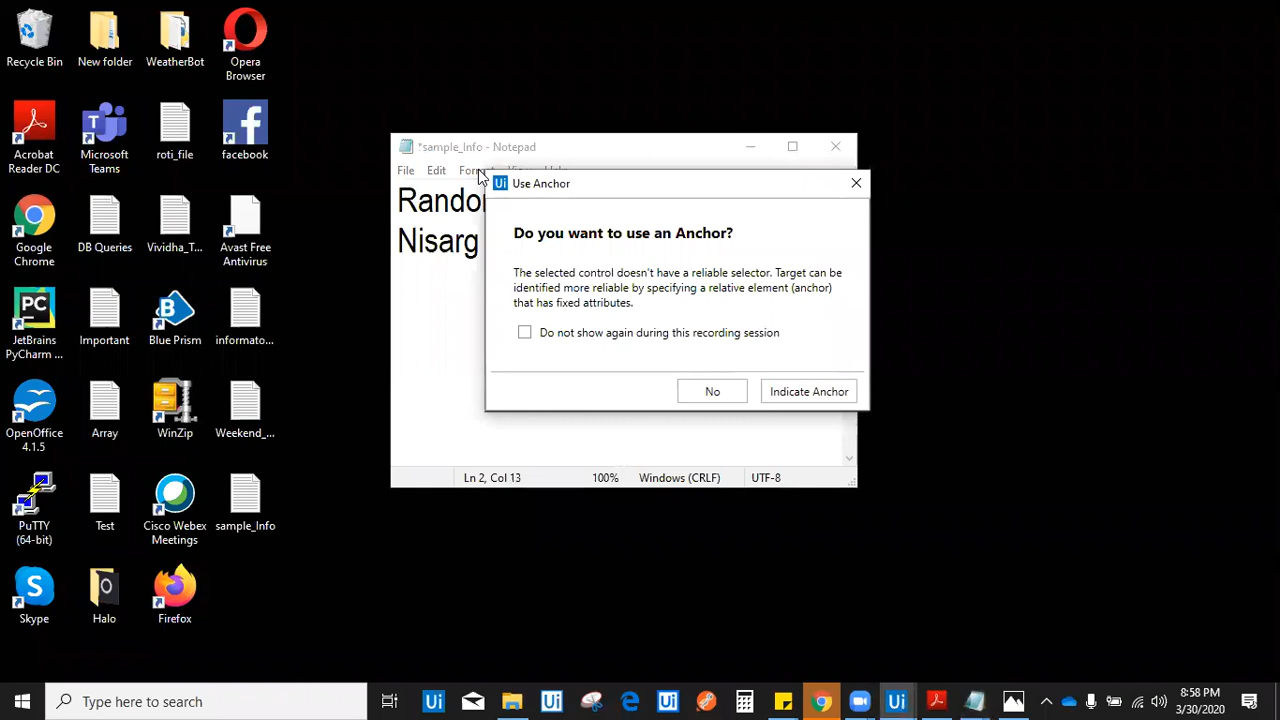 Recycle Bin
New folder
WeatherBot
Opera
Browser
Acrobat
Reader DC
Microsoft
Teams
roti_file
facebook
Google
Chrome
DB Queries
Vividha_T...
Avast Free
Antivirus
JetBrains
PyCharm ...
Important
Blue Prism
informato...
OpenOffice
4.1.5
Array
WinZip
Weekend_...
PuTTY
(64-bit)
Test
Cisco Webex
Meetings
sample_Info
Skype
Halo
Firefox
*sample_Info - Notepad
File Edit
Nisarg
Ui Use Anchor
Do you want to use an Anchor?
The selected control doesn't have a reliable selector. Target can be
identified more reliable by specifying a relative element (anchor)
that has fixed attributes.
Do not show again during this recording session
No
Indicate Anchor
Ln 2, Col 13
100%
Windows (CRLF)
UTF-8
Type here to search
8:58 PM
3/30/2020